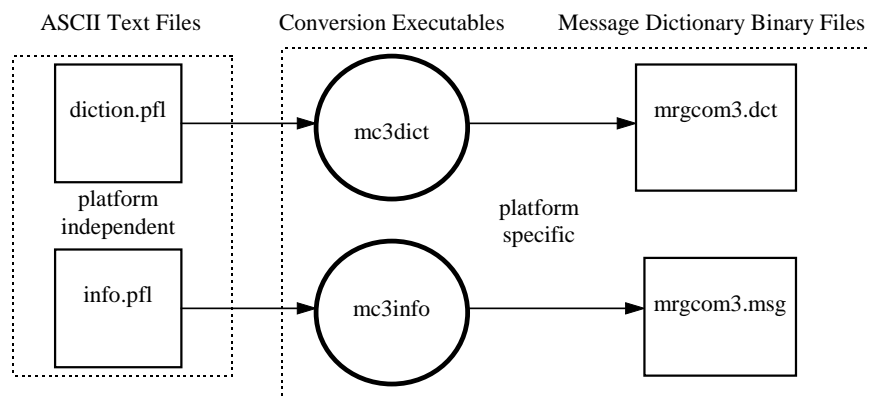 ASCII Text Files
Conversion Executables
Message Dictionary Binary Files
diction.pfl
mc3dict
mrgcom3.dct
platform
independent
platform
specific
info.pfl
mc3info
mrgcom3.msg